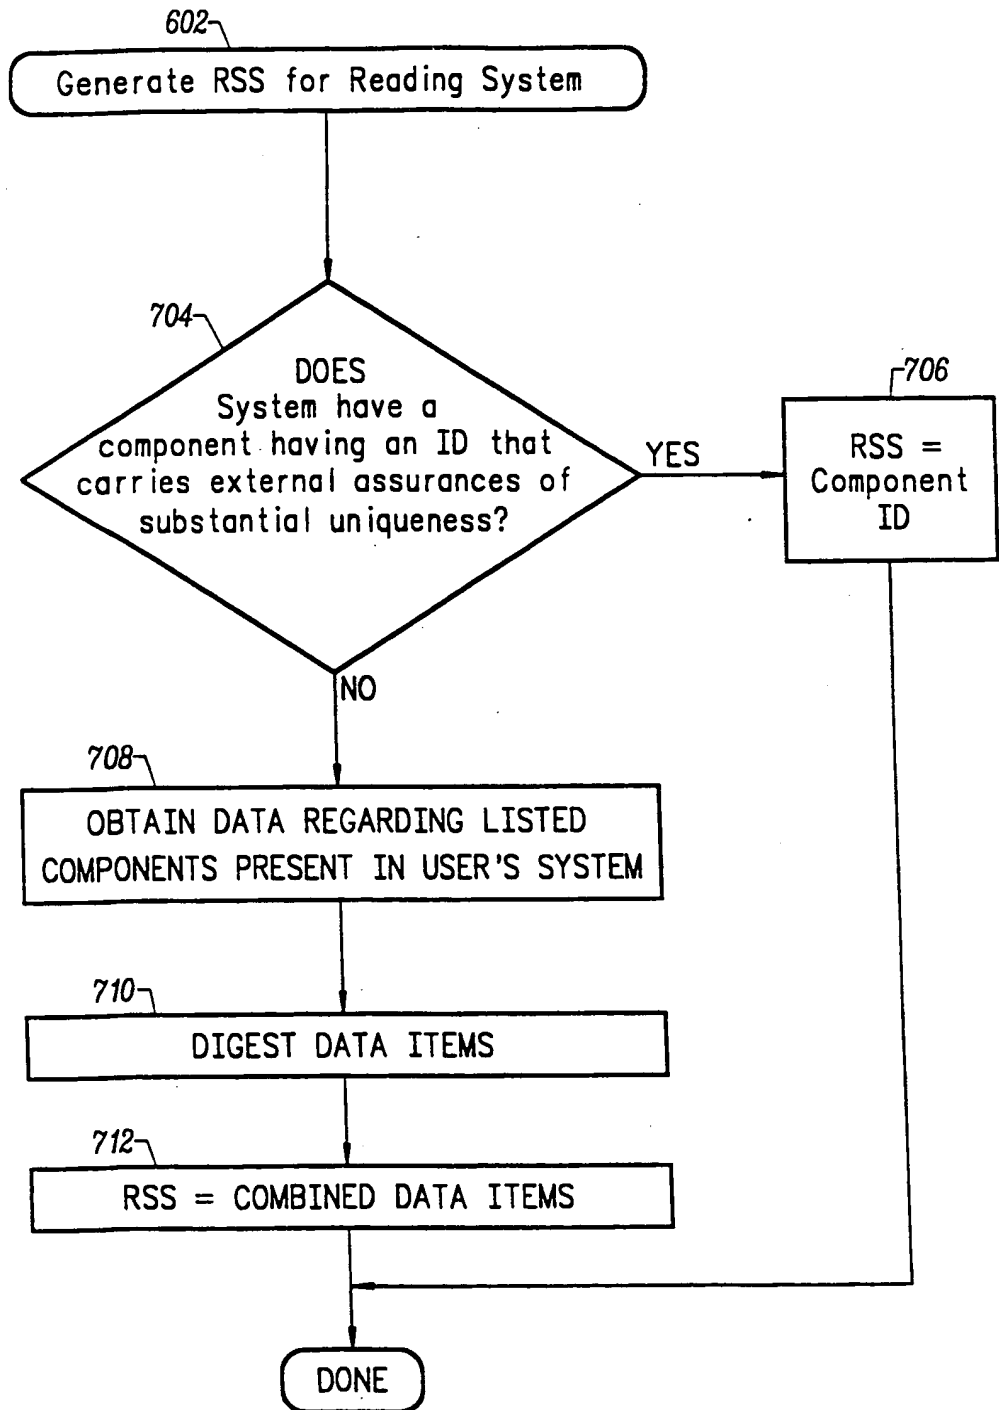 602
Generate RSS for Reading System
704
DOES
System have a
component having an ID that
carries external assurances of
substantial uniqueness?
YES
706
RSS =
Component
ID
NO
708
OBTAIN DATA REGARDING LISTED
COMPONENTS PRESENT IN USER'S SYSTEM
710
DIGEST DATA ITEMS
712
RSS = COMBINED DATA ITEMS
DONE